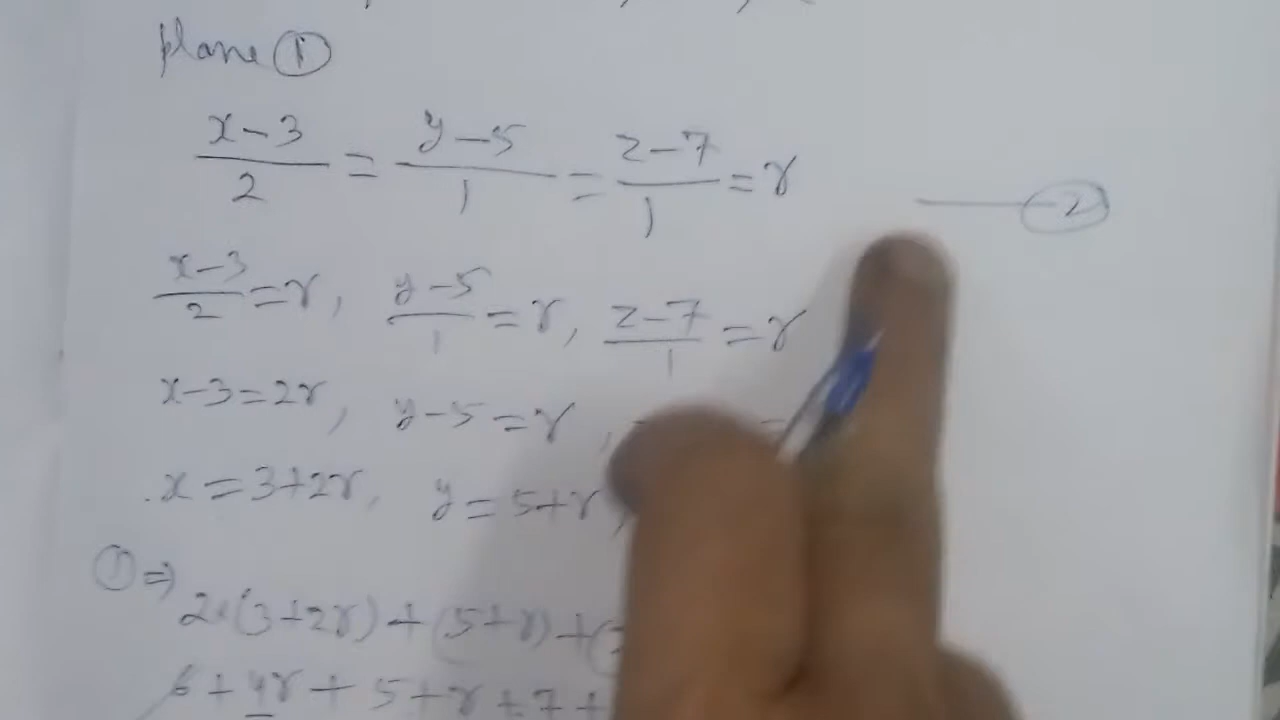 plane ①
x-3/2 = y-5/1 = z-7/1 = r —②
x-3/2 = r, y-5/1 = r, z-7/1 = r
x-3=2r, y-5=r,
x=3+2r, y=5+r,
①⇒
2·(3+2r)+(5+r)+(
6+4r+5+r+7+